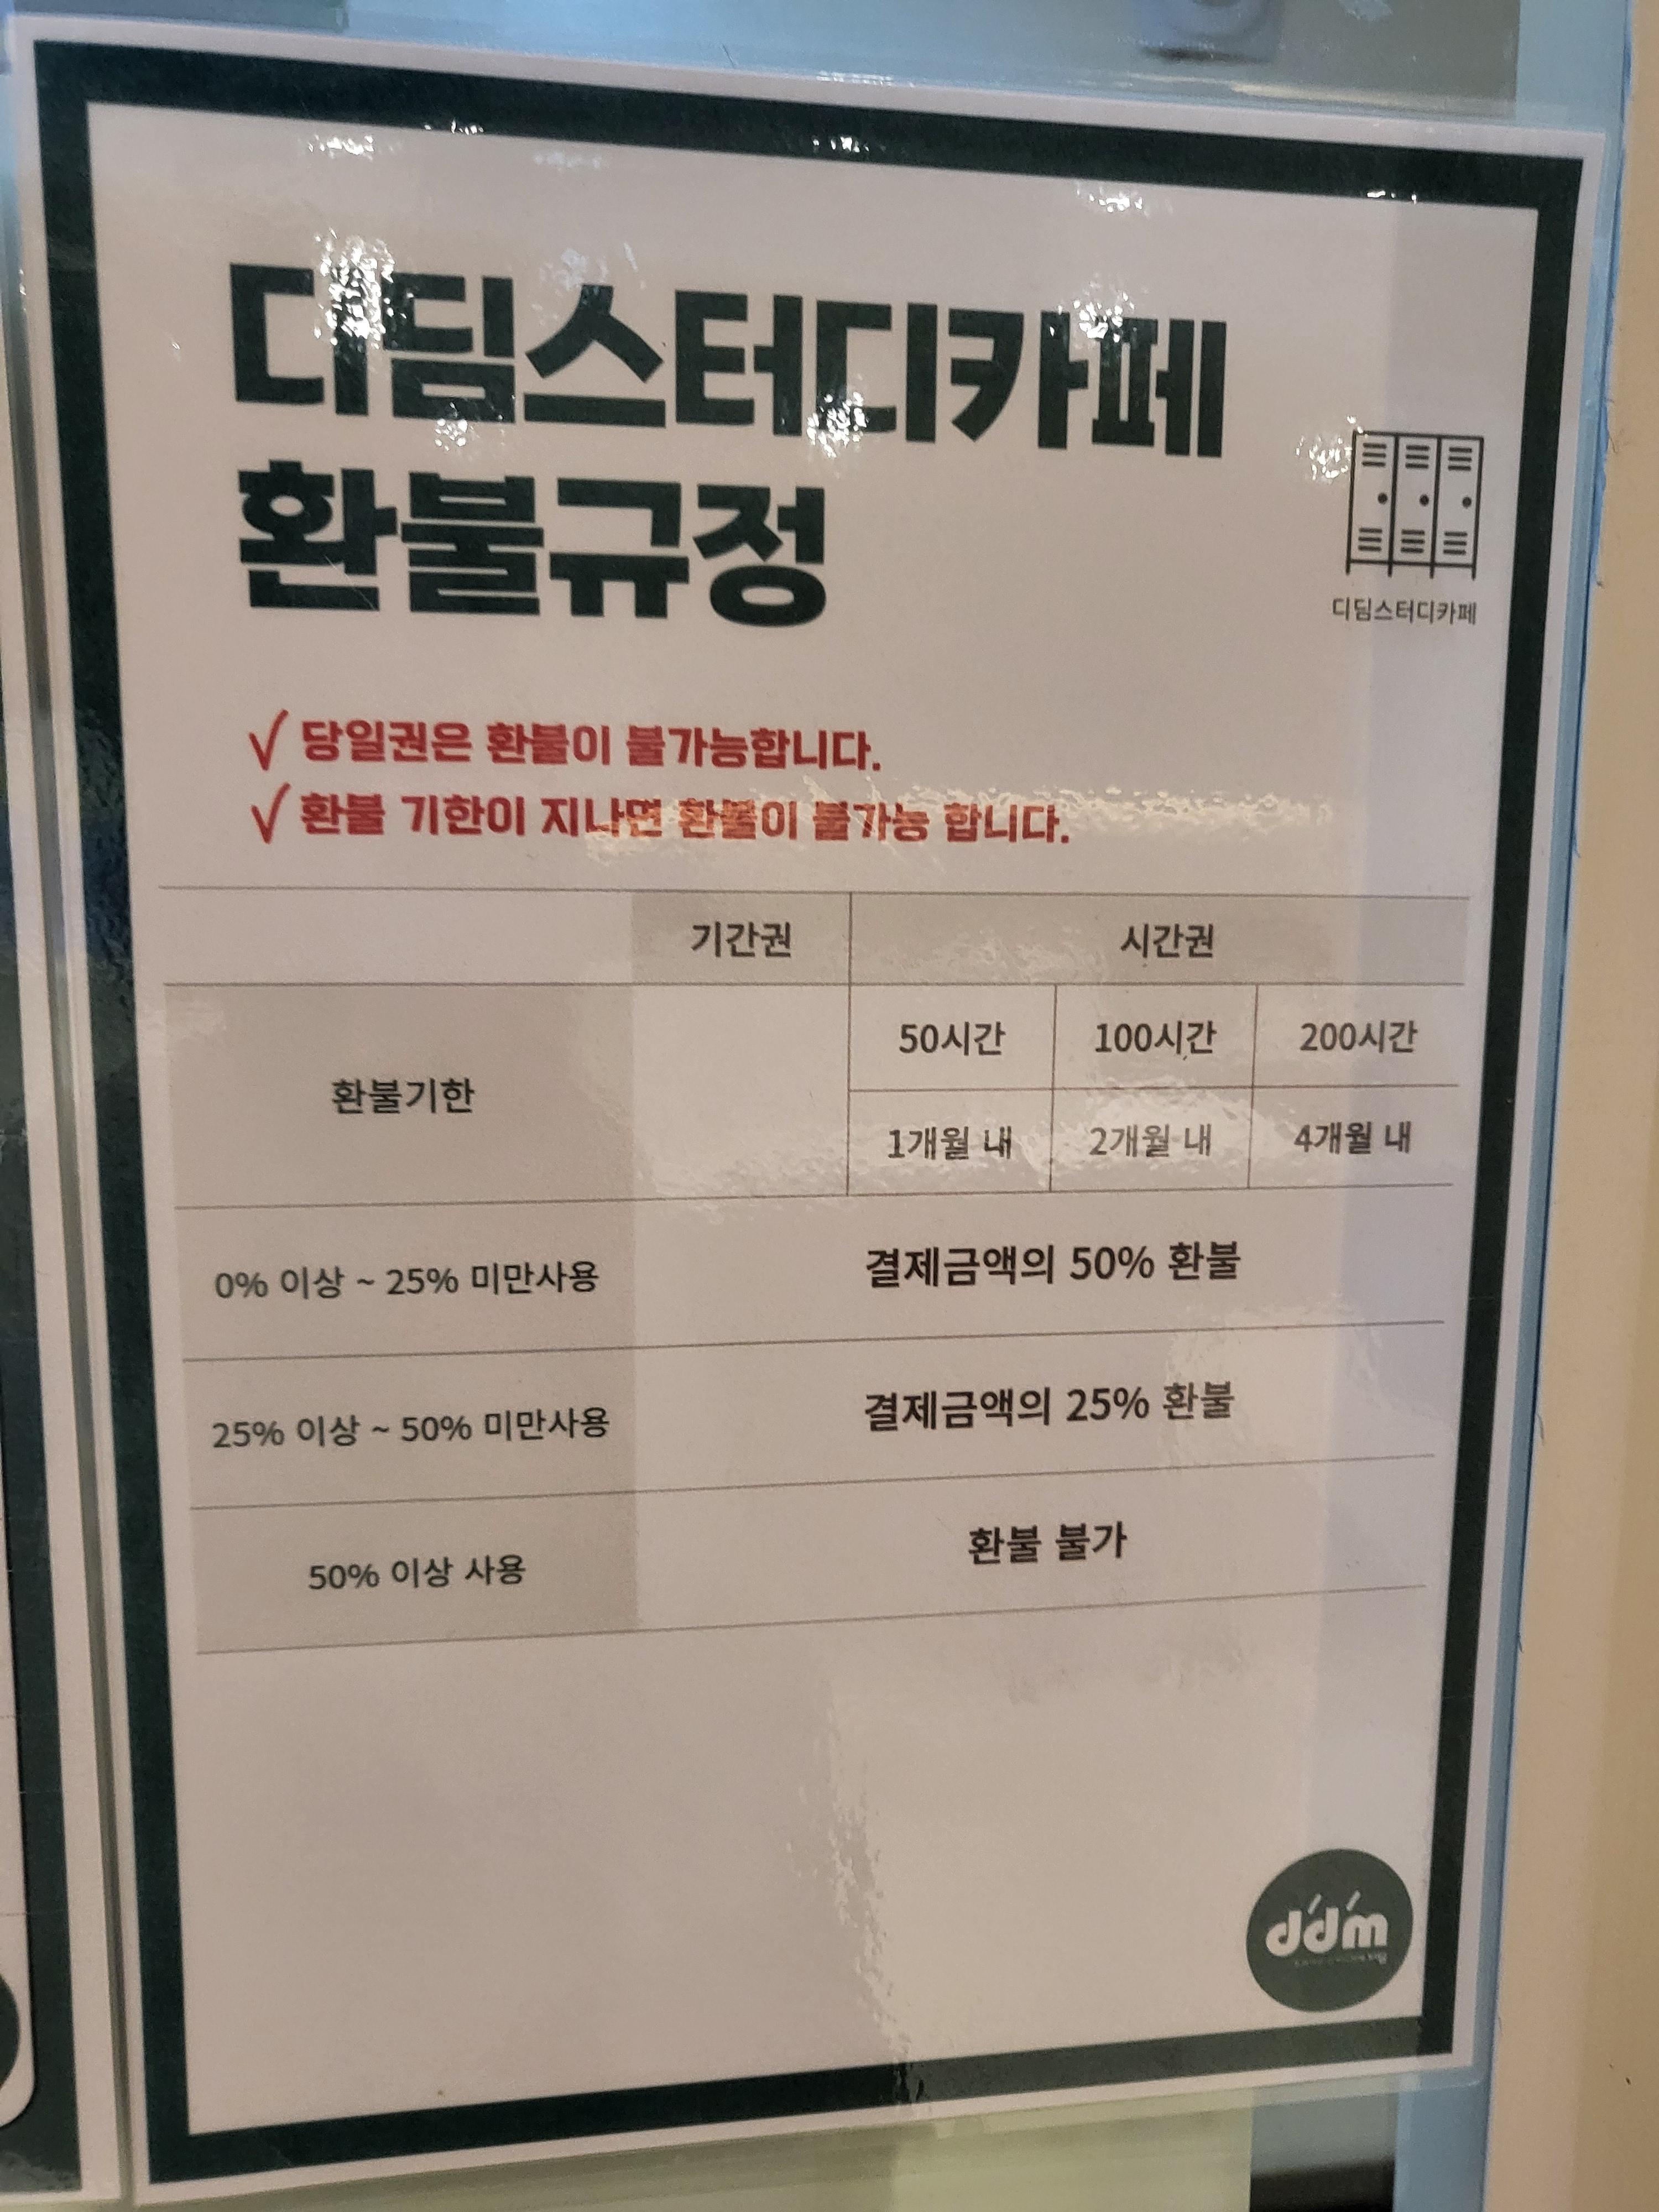 디딤스터디카페
환불규정
디딤스터디카페
√ 당일권은 환불이 불가능합니다.
√ 환불 기한이 지나면 환불이 불가능 합니다.
기간권 시간권
환불기한
50시간 100시간 200시간
1개월 내 2개월 내 4개월 내
0% 이상 ~ 25% 미만사용 결제금액의 50% 환불
25% 이상 ~ 50% 미만사용 결제금액의 25% 환불
50% 이상 사용 환불 불가
ddm